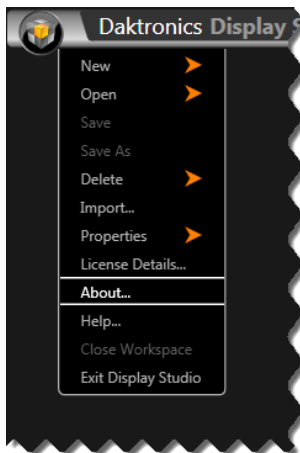 Daktronics Display
New
Open
Save
Save As
Delete
Import...
Properties
License Details...
About...
Help...
Close Workspace
Exit Display Studio